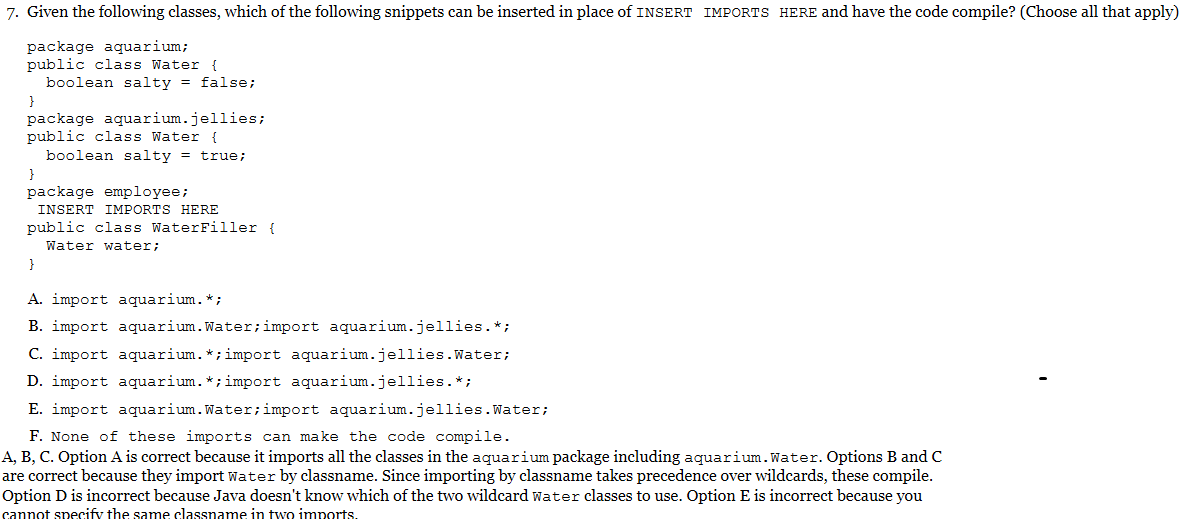 7. Given the following classes, which of the following snippets can be inserted in place of INSERT IMPORTS HERE and have the code compile? (Choose all that apply)
package aquarium;
public class Water {
boolean salty = false;
}
package aquarium.jellies;
public class Water {
boolean salty = true;
}
package employee;
INSERT IMPORTS HERE
public class WaterFiller {
Water water;
}
A. import aquarium.*;
B. import aquarium.Water;import aquarium.jellies.*;
C. import aquarium.*;import aquarium.jellies.Water;
D. import aquarium.*;import aquarium.jellies.*;
E. import aquarium.Water;import aquarium.jellies.Water;
F. None of these imports can make the code compile.
A, B, C. Option A is correct because it imports all the classes in the aquarium package including aquarium.Water. Options B and C
are correct because they import Water by classname. Since importing by classname takes precedence over wildcards, these compile.
Option D is incorrect because Java doesn't know which of the two wildcard Water classes to use. Option E is incorrect because you
cannot specify the same classname in two imports.